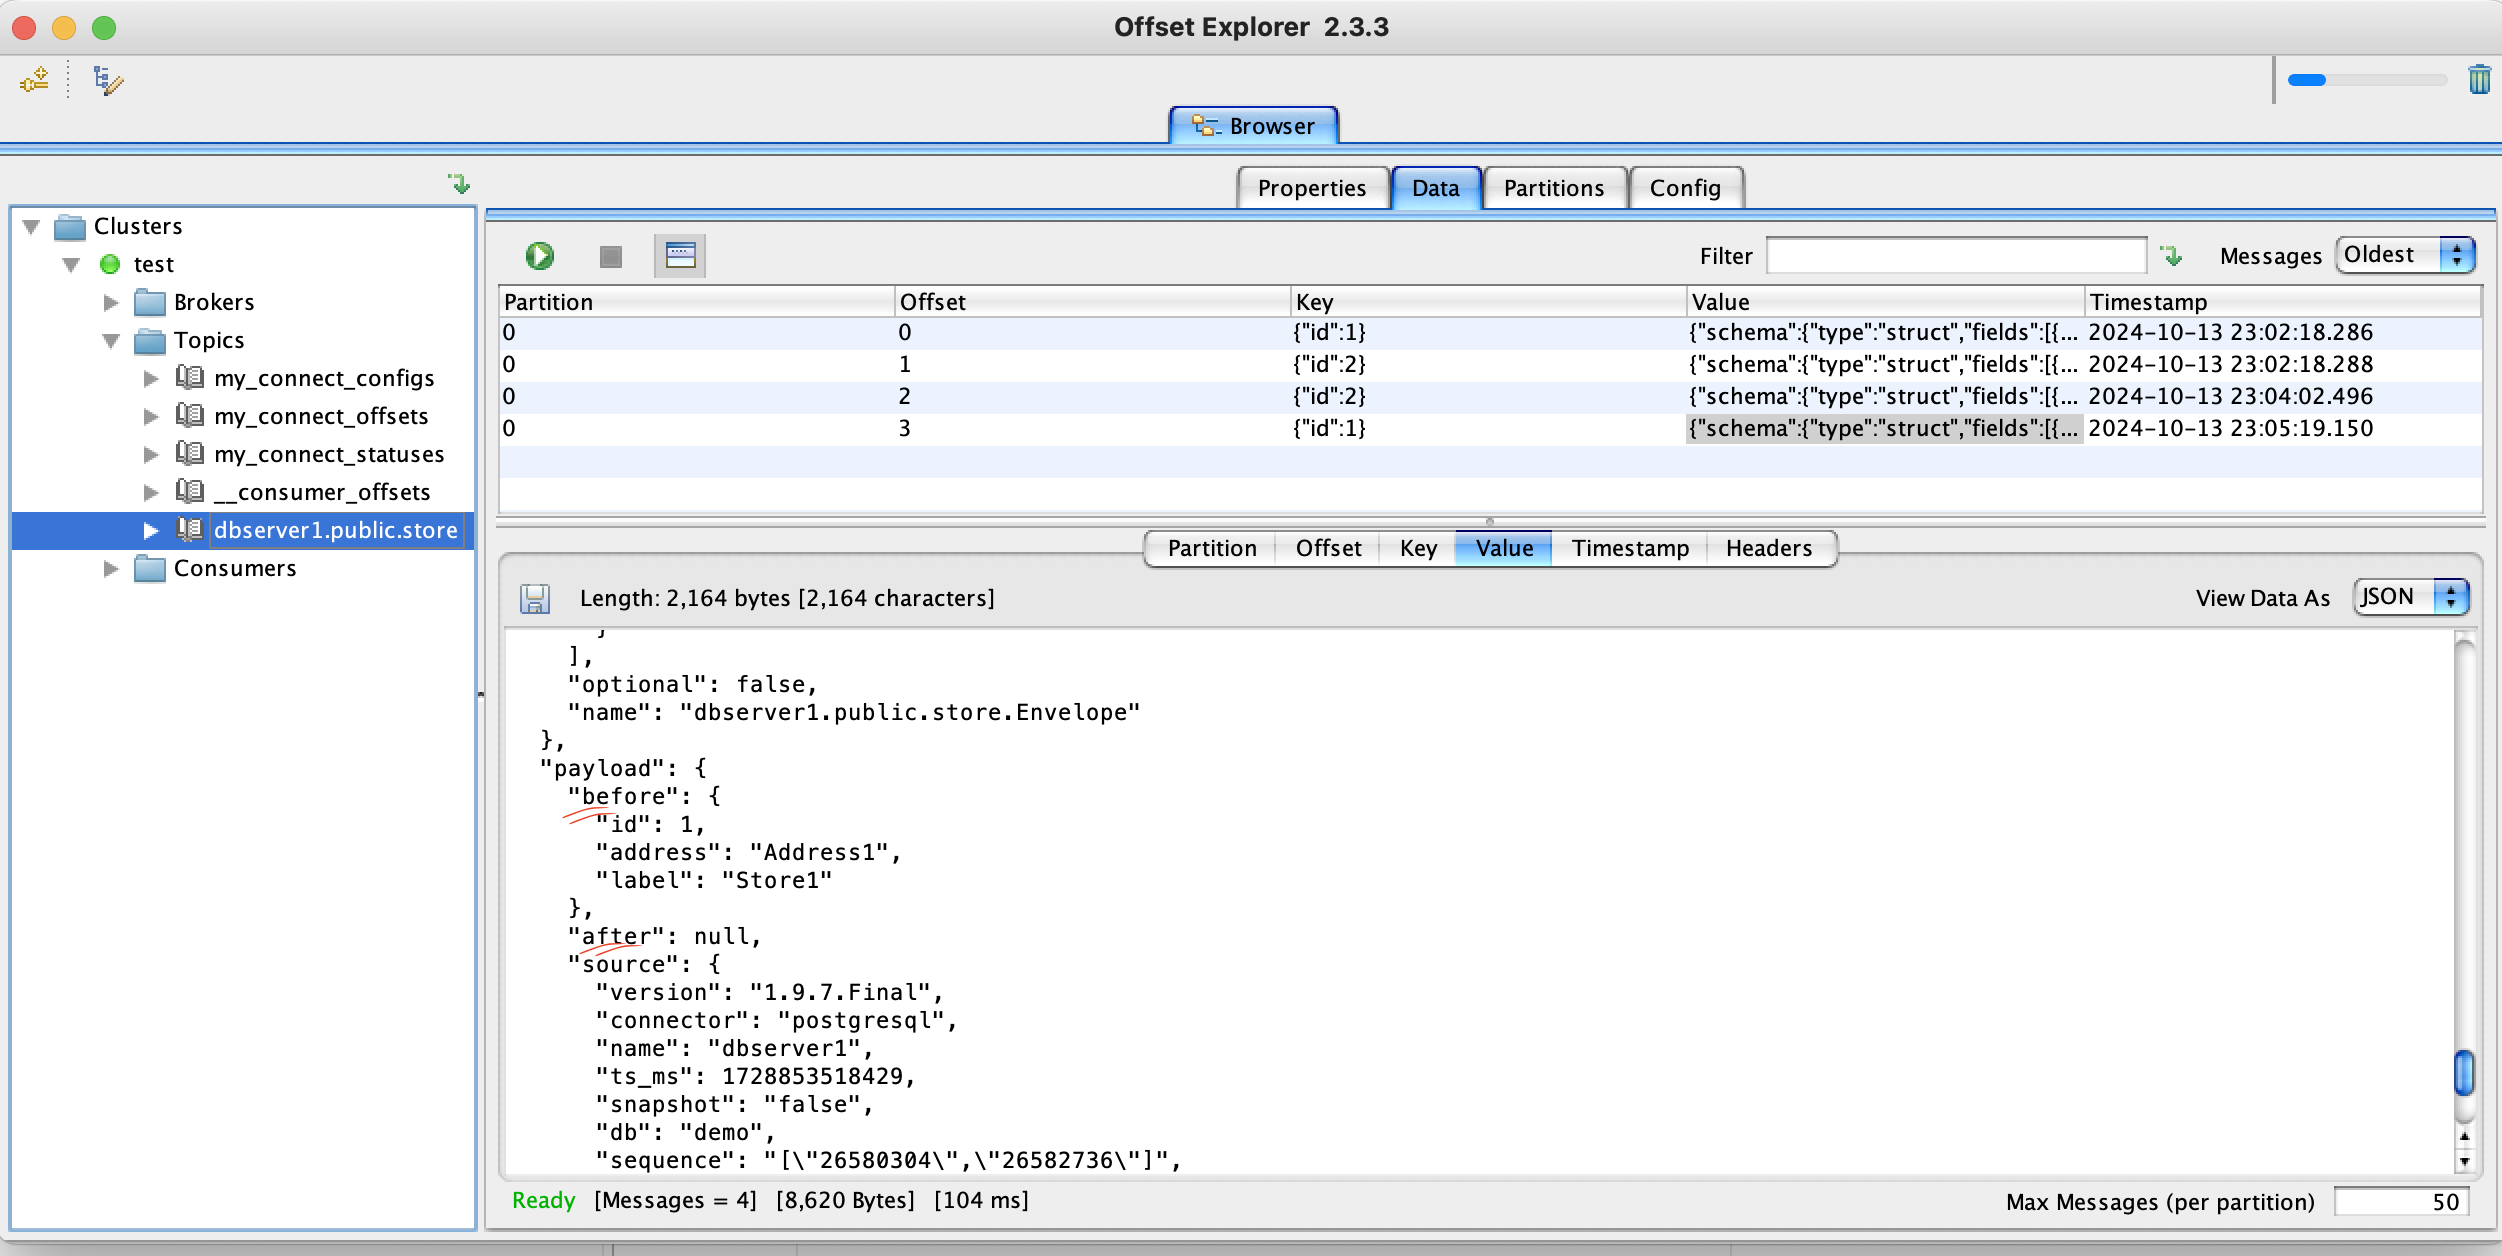 Offset Explorer 2.3.3
Browser
Properties Data Partitions Config
Clusters
test
Brokers
Topics
my_connect_configs
my_connect_offsets
my_connect_statuses
__consumer_offsets
dbserver1.public.store
Consumers
Filter Messages Oldest
Partition Offset Key Value Timestamp
0 0 {"id":1} {"schema":{"type":"struct","fields":[{... 2024-10-13 23:02:18.286
0 1 {"id":2} {"schema":{"type":"struct","fields":[{... 2024-10-13 23:02:18.288
0 2 {"id":2} {"schema":{"type":"struct","fields":[{... 2024-10-13 23:04:02.496
0 3 {"id":1} {"schema":{"type":"struct","fields":[{... 2024-10-13 23:05:19.150
Partition Offset Key Value Timestamp Headers
Length: 2,164 bytes [2,164 characters] View Data As JSON
}
],
"optional": false,
"name": "dbserver1.public.store.Envelope"
},
"payload": {
"before": {
"id": 1,
"address": "Address1",
"label": "Store1"
},
"after": null,
"source": {
"version": "1.9.7.Final",
"connector": "postgresql",
"name": "dbserver1",
"ts_ms": 1728853518429,
"snapshot": "false",
"db": "demo",
"sequence": "[\"26580304\",\"26582736\"]",
Ready [Messages = 4] [8,620 Bytes] [104 ms] Max Messages (per partition) 50